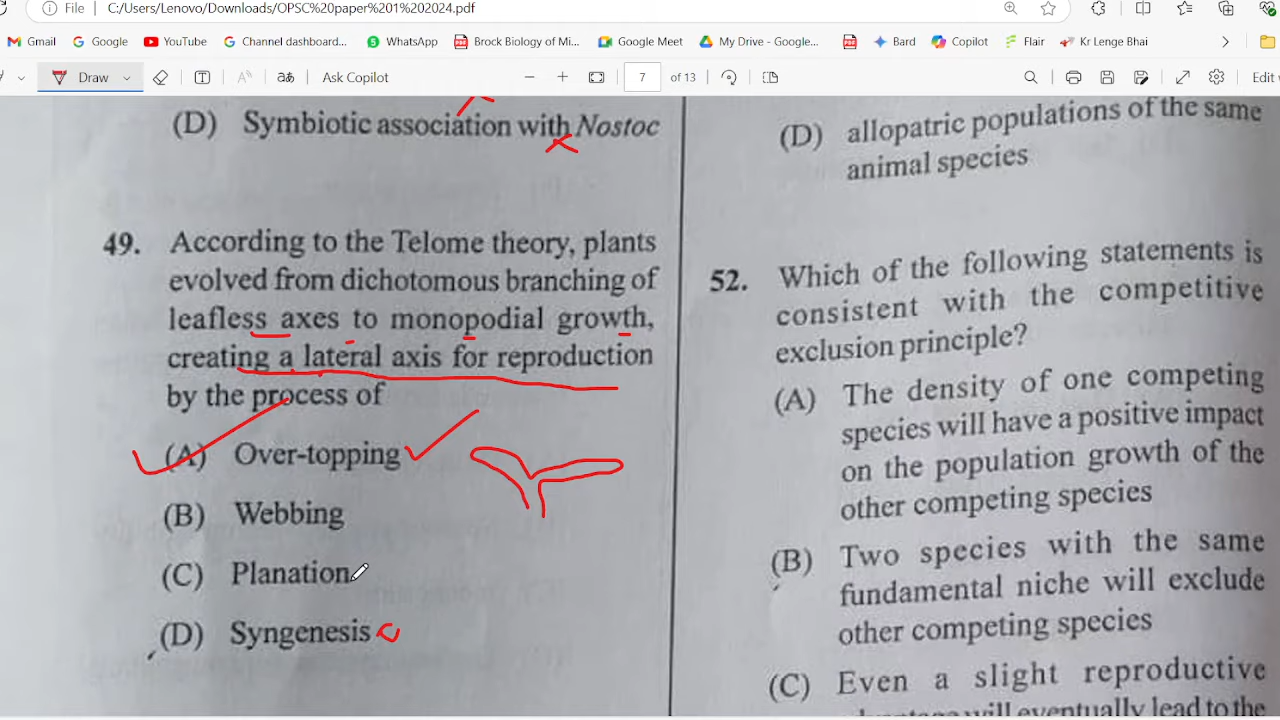 File
C:/Users/Lenovo/Downloads/OPSC%20paper%201%202024.pdf
Gmail
Google
YouTube
Channel dashboard...
WhatsApp
Brock Biology of Mi...
Google Meet
My Drive - Google...
Bard
Copilot
Flair
Kr Lenge Bhai
Draw
Ask Copilot
7
of 13
Edit
(D) Symbiotic association with Nostoc
49. According to the Telome theory, plants
evolved from dichotomous branching of
leafless axes to monopodial growth,
creating a lateral axis for reproduction
by the process of
(A) Over-topping
(B) Webbing
(C) Planation
(D) Syngenesis
(D) allopatric populations of the same
animal species
52. Which of the following statements is
consistent with the competitive
exclusion principle?
(A) The density of one competing
species will have a positive impact
on the population growth of the
other competing species
(B) Two species with the same
fundamental niche will exclude
other competing species
(C) Even a slight reproductive
will eventually lead to the